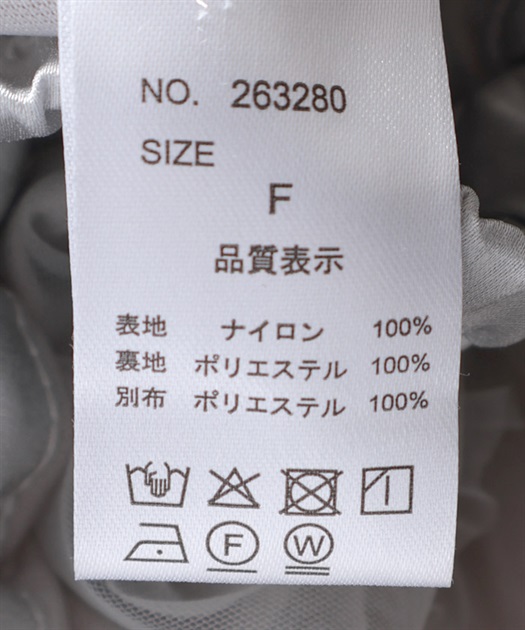 NO. 263280
SIZE
F
品質表示
表地 ナイロン 100%
裏地 ポリエステル 100%
別布 ポリエステル 100%
F W